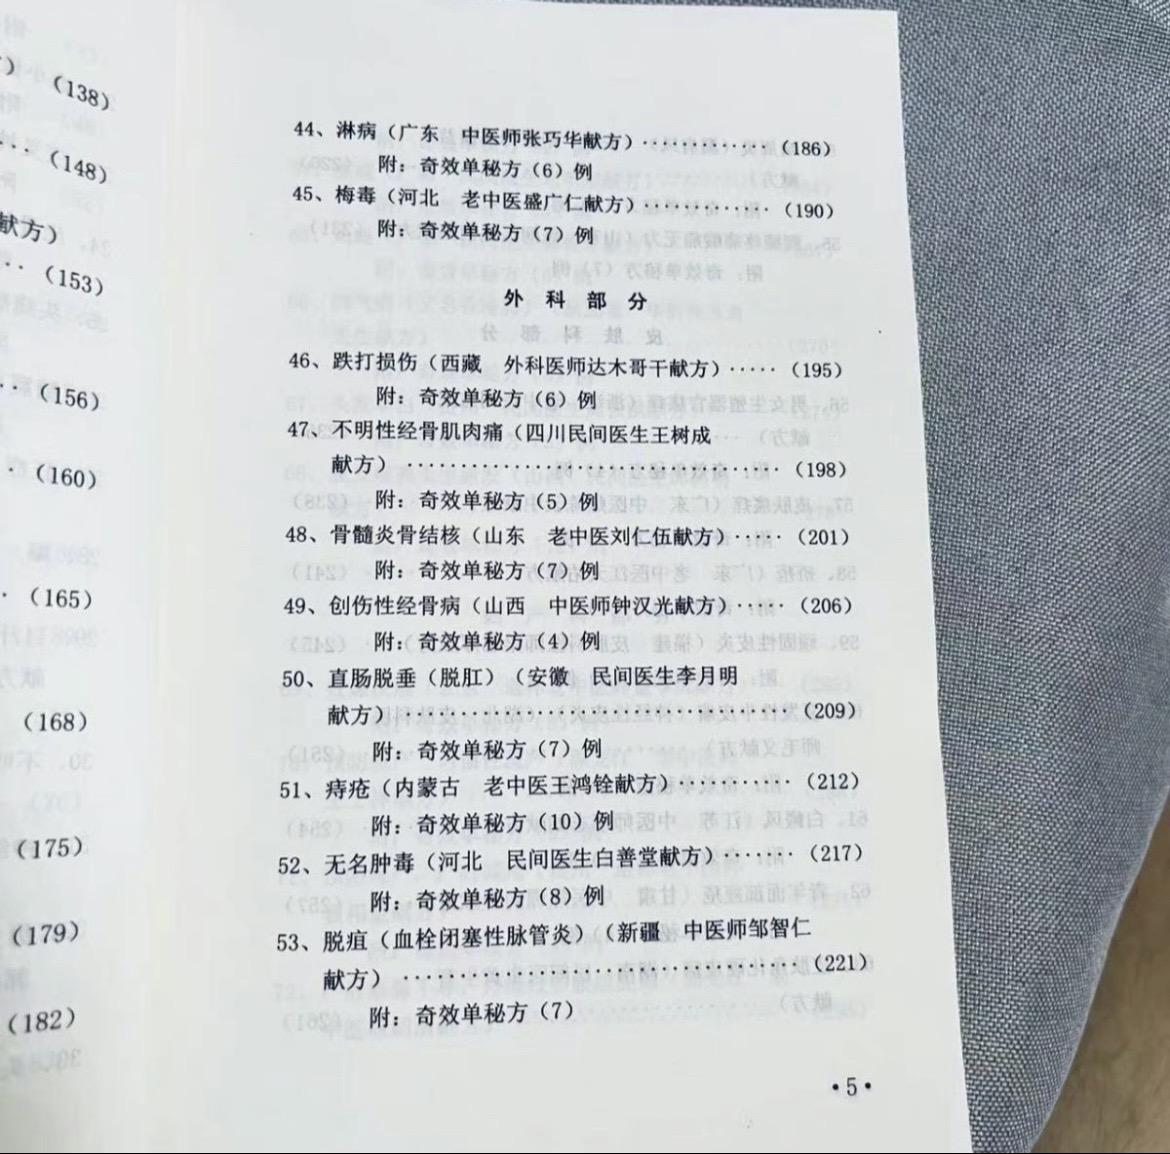 (138)
(148)
献方)
(153)
(156)
(160)
(165)
(168)
(175)
(179)
(182)
44、淋病（广东　中医师张巧华献方）··············（186）
附：奇效单秘方（6）例
45、梅毒（河北　老中医盛广仁献方）············（190）
附：奇效单秘方（7）例
外 科 部 分
46、跌打损伤（西藏　外科医师达木哥干献方）·····（195）
附：奇效单秘方（6）例
47、不明性经骨肌肉痛（四川民间医生王树成
献方）···································（198）
附：奇效单秘方（5）例
48、骨髓炎骨结核（山东　老中医刘仁伍献方）·····（201）
附：奇效单秘方（7）例
49、创伤性经骨病（山西　中医师钟汉光献方）·····（206）
附：奇效单秘方（4）例
50、直肠脱垂（脱肛）（安徽　民间医生李月明
献方）···································（209）
附：奇效单秘方（7）例
51、痔疮（内蒙古　老中医王鸿铨献方）··········（212）
附：奇效单秘方（10）例
52、无名肿毒（河北　民间医生白善堂献方）·······（217）
附：奇效单秘方（8）例
53、脱疽（血栓闭塞性脉管炎）（新疆　中医师邹智仁
献方）···································（221）
附：奇效单秘方（7）
·5·